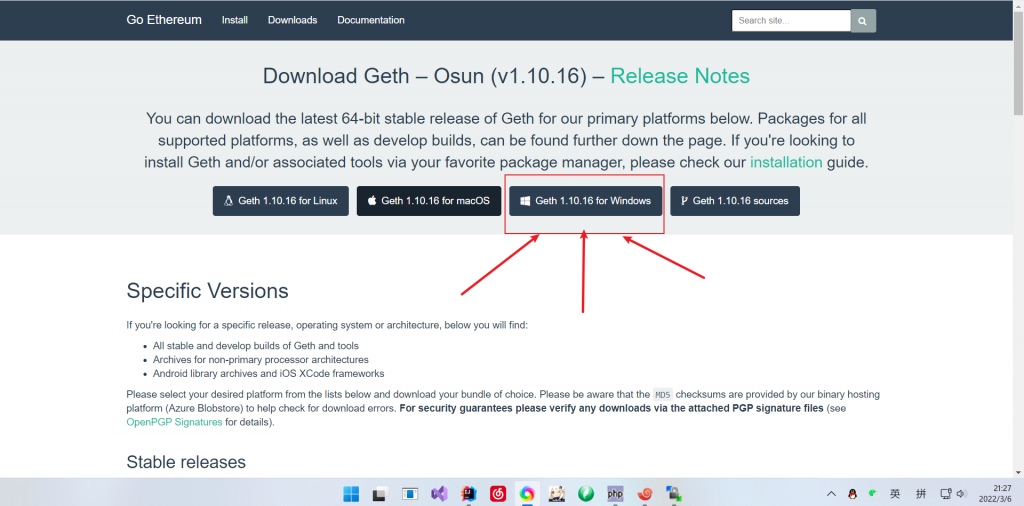 Go Ethereum Install Downloads Documentation Search site...
Download Geth – Osun (v1.10.16) – Release Notes
You can download the latest 64-bit stable release of Geth for our primary platforms below. Packages for all
supported platforms, as well as develop builds, can be found further down the page. If you're looking to
install Geth and/or associated tools via your favorite package manager, please check our installation guide.
Geth 1.10.16 for Linux Geth 1.10.16 for macOS Geth 1.10.16 for Windows Geth 1.10.16 sources
Specific Versions
If you're looking for a specific release, operating system or architecture, below you will find:
All stable and develop builds of Geth and tools
Archives for non-primary processor architectures
Android library archives and iOS XCode frameworks
Please select your desired platform from the lists below and download your bundle of choice. Please be aware that the MD5 checksums are provided by our binary hosting
platform (Azure Blobstore) to help check for download errors. For security guarantees please verify any downloads via the attached PGP signature files (see
OpenPGP Signatures for details).
Stable releases
php 英 拼 21:27
2022/3/6